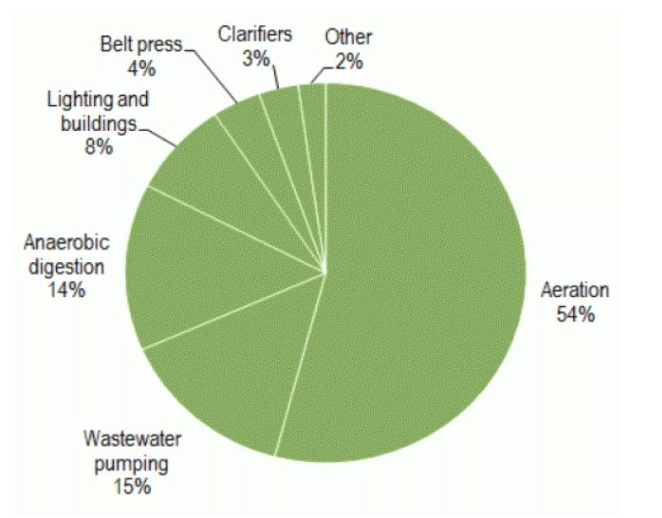 Clarifiers
3%
Other
2%
Belt press
4%
Lighting and
buildings
8%
Anaerobic
digestion
14%
Aeration
54%
Wastewater
pumping
15%